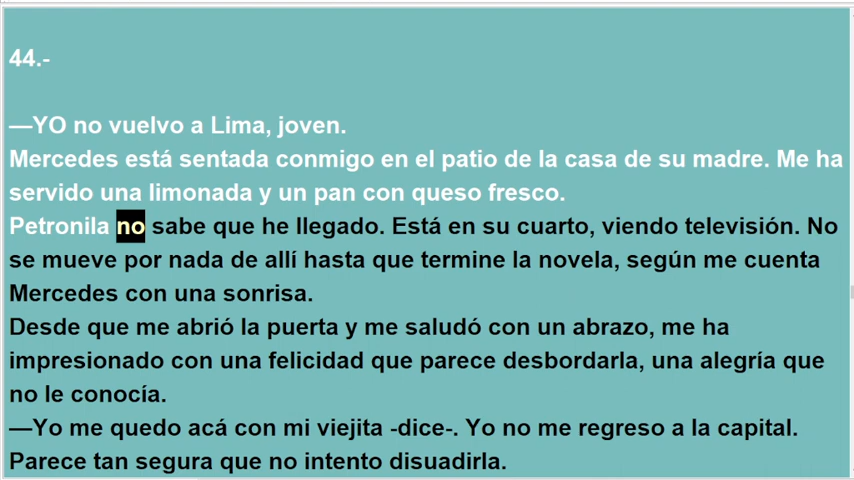 44.-
—YO no vuelvo a Lima, joven.
Mercedes está sentada conmigo en el patio de la casa de su madre. Me ha
servido una limonada y un pan con queso fresco.
Petronila no sabe que he llegado. Está en su cuarto, viendo televisión. No
se mueve por nada de allí hasta que termine la novela, según me cuenta
Mercedes con una sonrisa.
Desde que me abrió la puerta y me saludó con un abrazo, me ha
impresionado con una felicidad que parece desbordarla, una alegría que
no le conocía.
—Yo me quedo acá con mi viejita -dice-. Yo no me regreso a la capital.
Parece tan segura que no intento disuadirla.